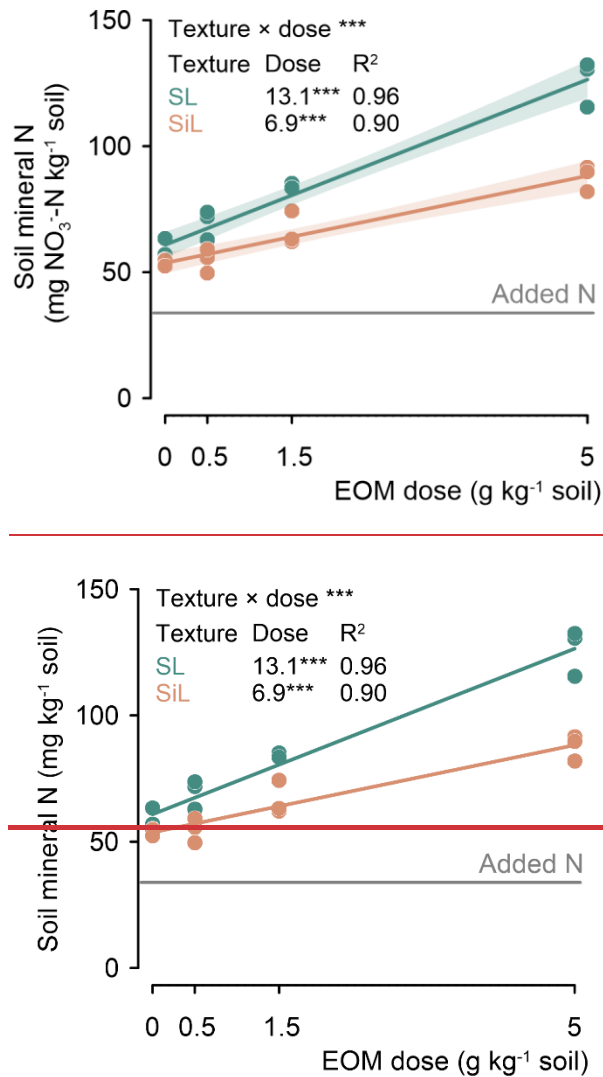 150
100
50
0
Soil mineral N
(mg NO₃⁻-N kg⁻¹ soil)
Texture × dose ***
Texture Dose R²
SL 13.1*** 0.96
SiL 6.9*** 0.90
Added N
0 0.5 1.5 5
EOM dose (g kg⁻¹ soil)
150
100
50
0
Soil mineral N (mg kg⁻¹ soil)
Texture × dose ***
Texture Dose R²
SL 13.1*** 0.96
SiL 6.9*** 0.90
Added N
0 0.5 1.5 5
EOM dose (g kg⁻¹ soil)